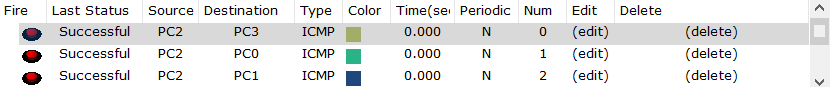 Fire Last Status Source Destination Type Color Time(sec Periodic Num Edit Delete
Successful PC2 PC3 ICMP 0.000 N 0 (edit) (delete)
Successful PC2 PC0 ICMP 0.000 N 1 (edit) (delete)
Successful PC2 PC1 ICMP 0.000 N 2 (edit) (delete)